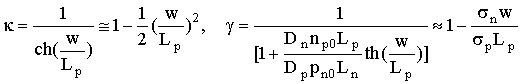 κ = 1 / ch(w/L_p) ≅ 1 − 1/2 (w/L_p)², γ = 1 / [1 + (D_n n_p0 L_p)/(D_p p_n0 L_n) th(w/L_p)] ≈ 1 − (σ_n w)/(σ_p L_p)